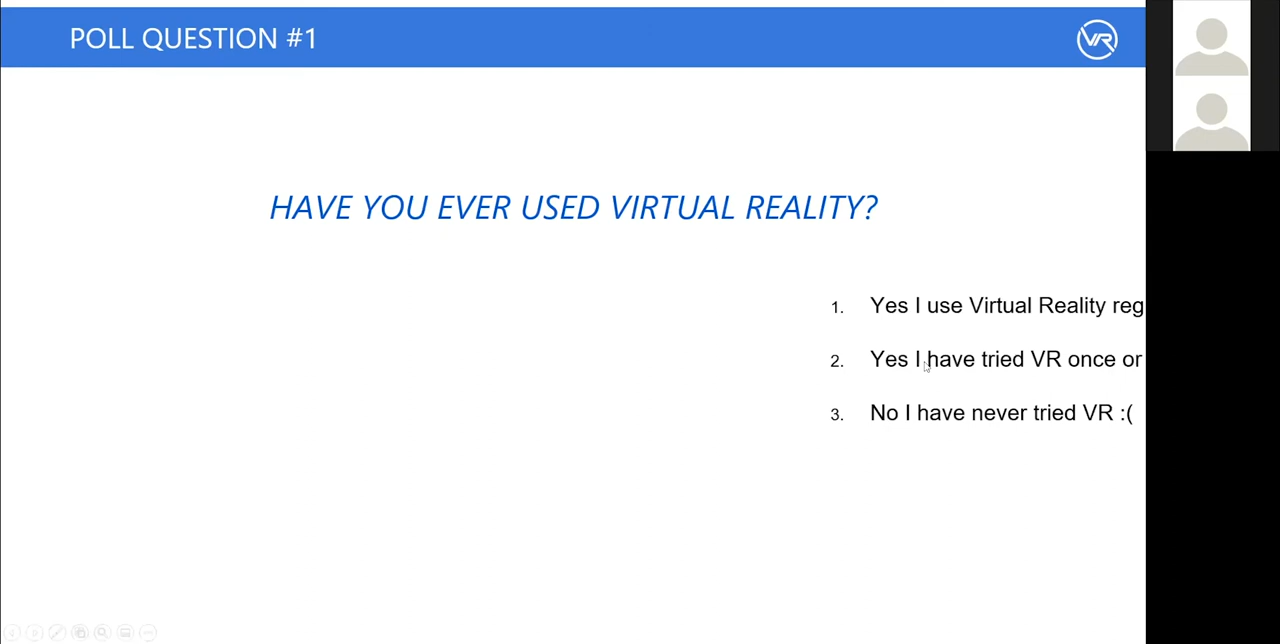 POLL QUESTION #1
VR
HAVE YOU EVER USED VIRTUAL REALITY?
1. Yes I use Virtual Reality reg
2. Yes I have tried VR once or
3. No I have never tried VR :(